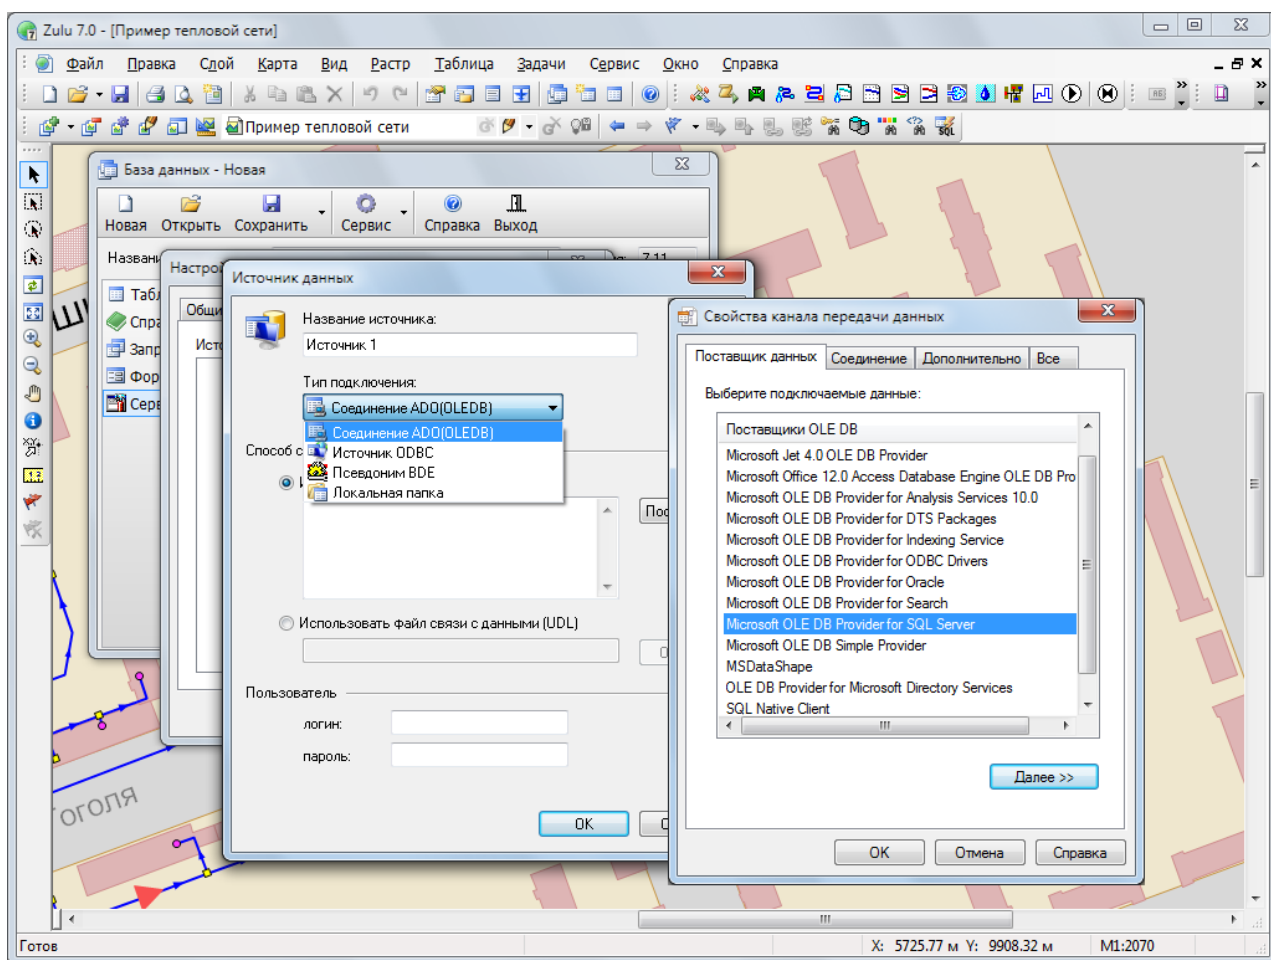 Zulu 7.0 - [Пример тепловой сети]
Файл Правка Слой Карта Вид Растр Таблица Задачи Сервис Окно Справка
Пример тепловой сети
База данных - Новая
Новая Открыть Сохранить Сервис Справка Выход
Назван
7.11
Настрой
Табл
Спра
Запр
Фор
Серв
Общи
Исто
Источник данных
Название источника:
Источник 1
Тип подключения:
Соединение ADO(OLEDB)
Соединение ADO(OLEDB)
Источник ODBC
Псевдоним BDE
Локальная папка
Способ с
Пос
Использовать файл связи с данными (UDL)
Пользователь
логин:
пароль:
OK
Свойства канала передачи данных
Поставщик данных Соединение Дополнительно Все
Выберите подключаемые данные:
Поставщики OLE DB
Microsoft Jet 4.0 OLE DB Provider
Microsoft Office 12.0 Access Database Engine OLE DB Pro
Microsoft OLE DB Provider for Analysis Services 10.0
Microsoft OLE DB Provider for DTS Packages
Microsoft OLE DB Provider for Indexing Service
Microsoft OLE DB Provider for ODBC Drivers
Microsoft OLE DB Provider for Oracle
Microsoft OLE DB Provider for Search
Microsoft OLE DB Provider for SQL Server
Microsoft OLE DB Simple Provider
MSDataShape
OLE DB Provider for Microsoft Directory Services
SQL Native Client
Далее >>
OK Отмена Справка
Гоголя
Готов
X: 5725.77 м Y: 9908.32 м M1:2070